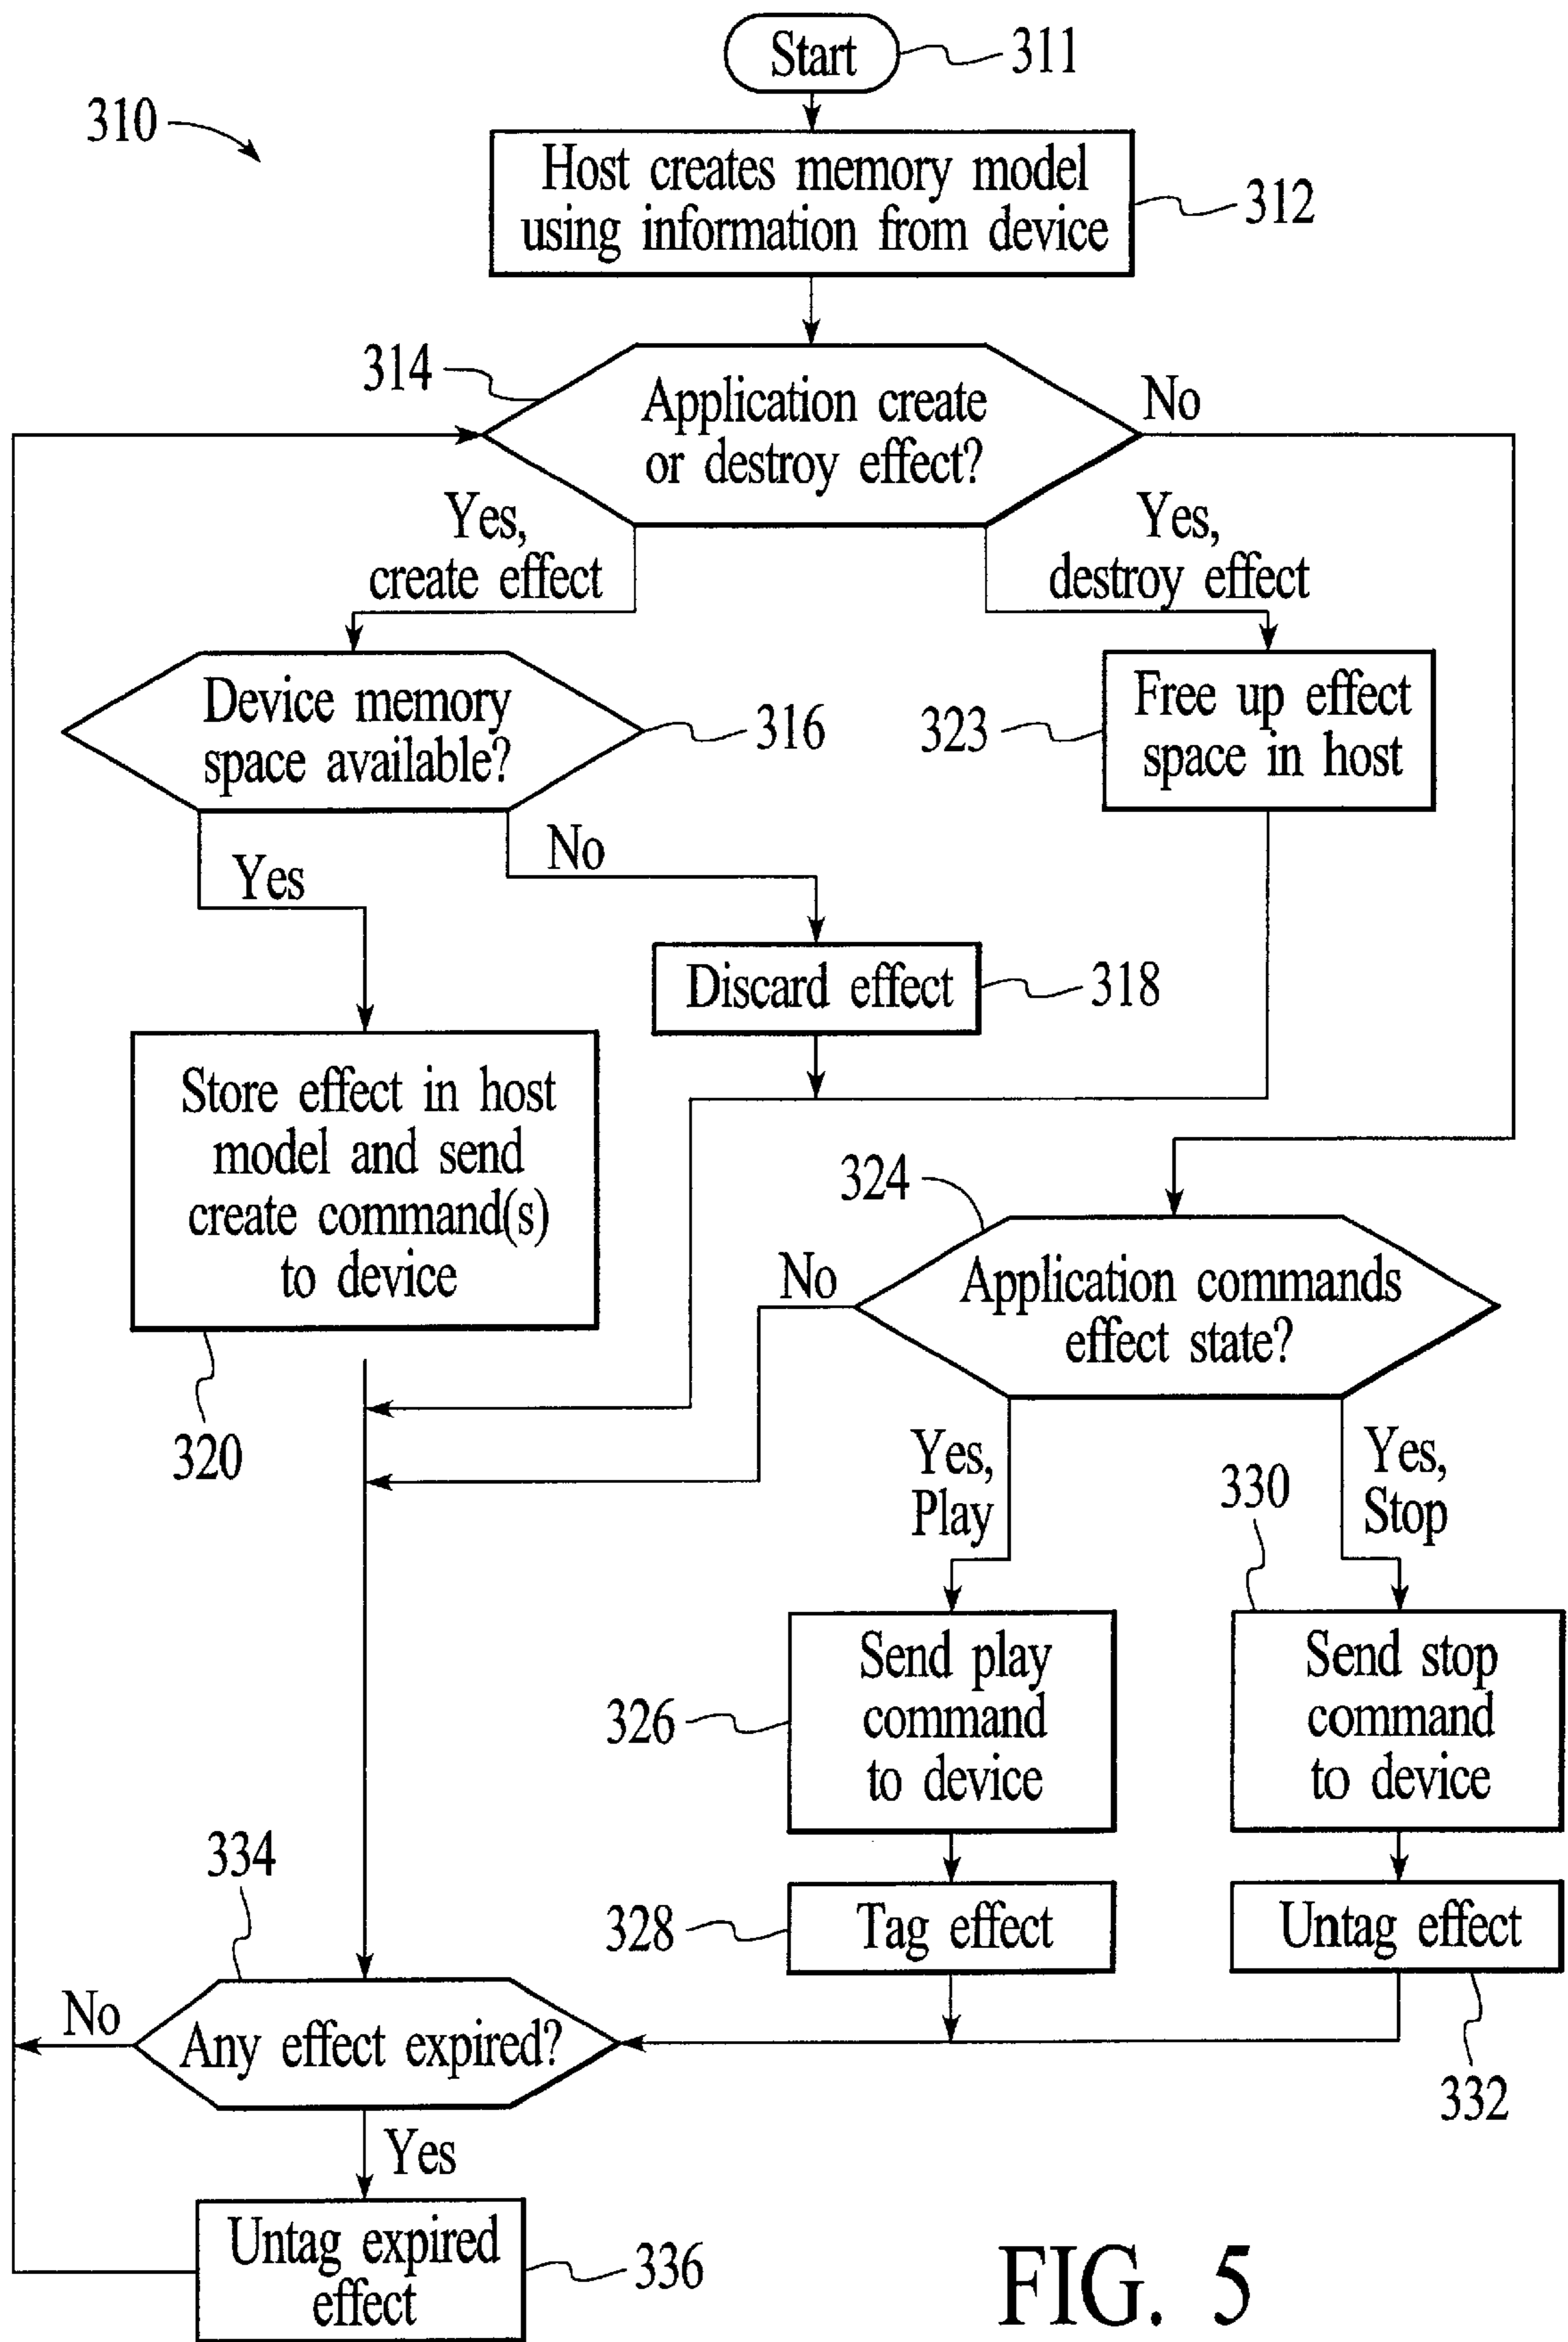 Start
311
310
Host creates memory model
using information from device
312
314
Application create
or destroy effect?
No
Yes,
create effect
Yes,
destroy effect
Device memory
space available?
316
323
Free up effect
space in host
Yes
No
Discard effect
318
Store effect in host
model and send
create command(s)
to device
320
324
No
Application commands
effect state?
Yes,
Play
330
Yes,
Stop
326
Send play
command
to device
Send stop
command
to device
334
328
Tag effect
Untag effect
No
Any effect expired?
332
Yes
Untag expired
effect
336
FIG. 5